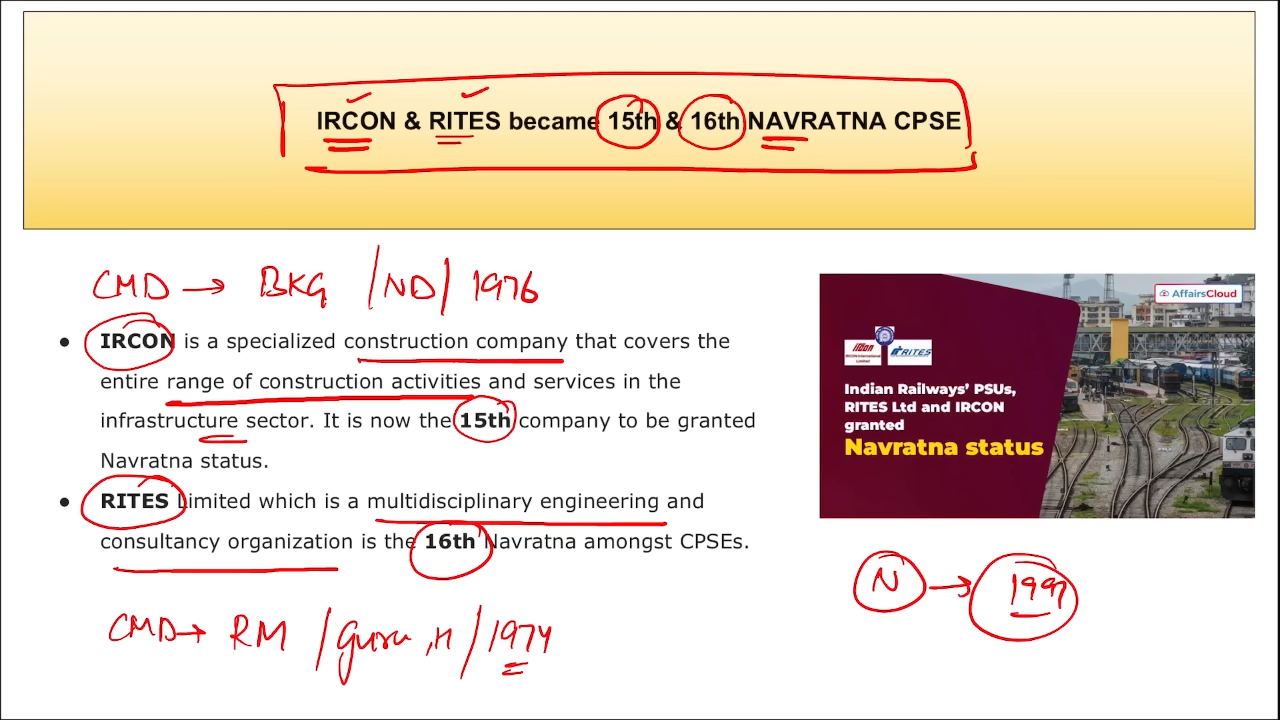 IRCON & RITES became 15th & 16th NAVRATNA CPSE
CMD → BKG /ND/ 1976
● IRCON is a specialized construction company that covers the
entire range of construction activities and services in the
infrastructure sector. It is now the 15th company to be granted
Navratna status.
● RITES Limited which is a multidisciplinary engineering and
consultancy organization is the 16th Navratna amongst CPSEs.
CMD → RM / Guru, H / 1974
AffairsCloud
ircon
RITES
Indian Railways' PSUs,
RITES Ltd and IRCON
granted
Navratna status
N → 1997